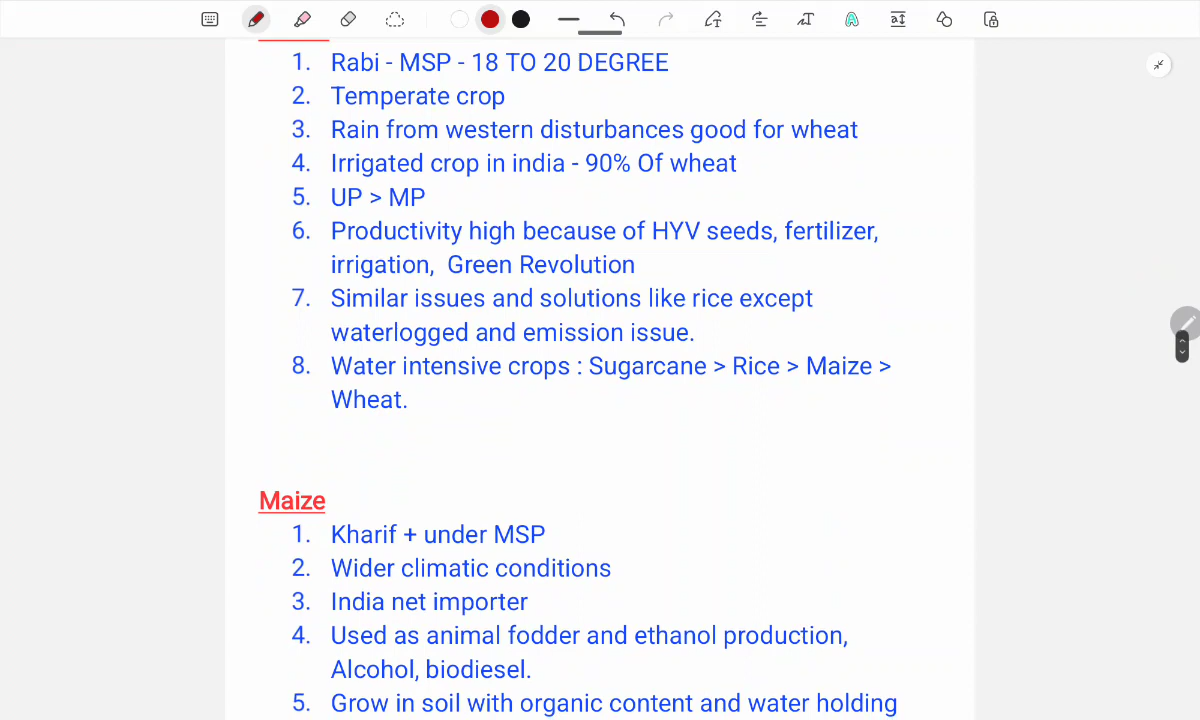 1. Rabi - MSP - 18 TO 20 DEGREE
2. Temperate crop
3. Rain from western disturbances good for wheat
4. Irrigated crop in india - 90% Of wheat
5. UP > MP
6. Productivity high because of HYV seeds, fertilizer,
irrigation,  Green Revolution
7. Similar issues and solutions like rice except
waterlogged and emission issue.
8. Water intensive crops : Sugarcane > Rice > Maize >
Wheat.
Maize
1. Kharif + under MSP
2. Wider climatic conditions
3. India net importer
4. Used as animal fodder and ethanol production,
Alcohol, biodiesel.
5. Grow in soil with organic content and water holding